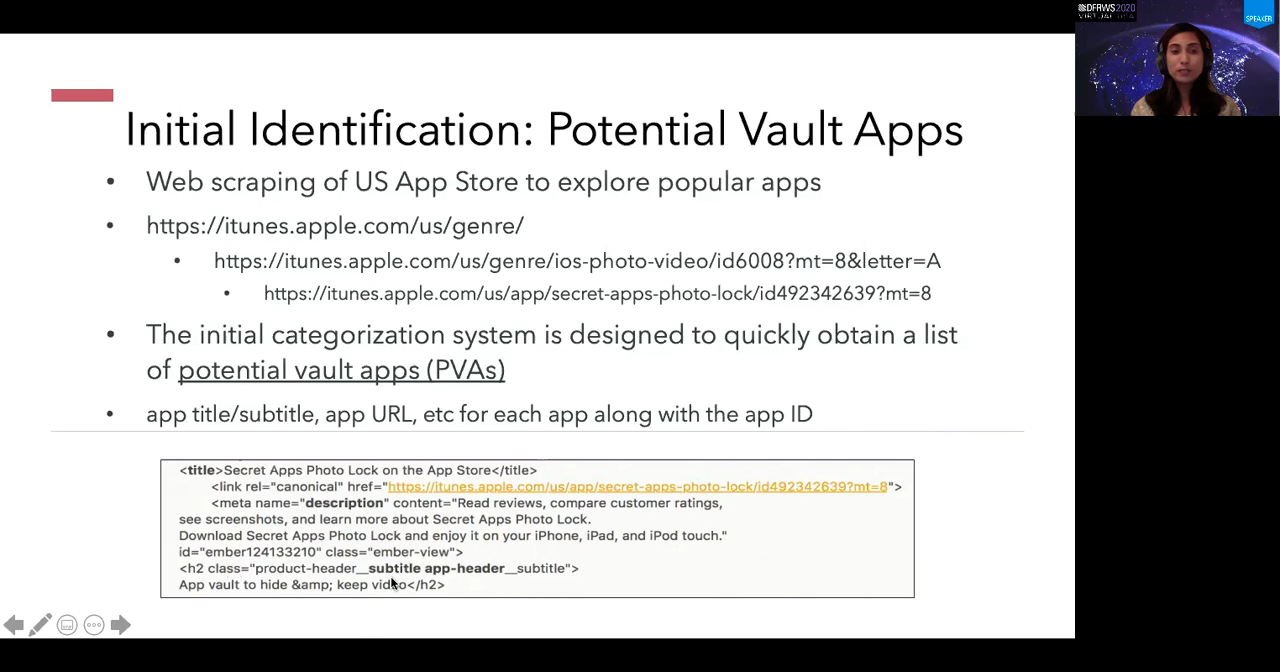 DFRWS2020
VIRTUAL USA
SPEAKER
Initial Identification: Potential Vault Apps
• Web scraping of US App Store to explore popular apps
• https://itunes.apple.com/us/genre/
• https://itunes.apple.com/us/genre/ios-photo-video/id6008?mt=8&letter=A
• https://itunes.apple.com/us/app/secret-apps-photo-lock/id492342639?mt=8
• The initial categorization system is designed to quickly obtain a list
of potential vault apps (PVAs)
• app title/subtitle, app URL, etc for each app along with the app ID
<title>Secret Apps Photo Lock on the App Store</title>
<link rel="canonical" href="https://itunes.apple.com/us/app/secret-apps-photo-lock/id492342639?mt=8">
<meta name="description" content="Read reviews, compare customer ratings,
see screenshots, and learn more about Secret Apps Photo Lock.
Download Secret Apps Photo Lock and enjoy it on your iPhone, iPad, and iPod touch."
id="ember124133210" class="ember-view">
<h2 class="product-header__subtitle app-header__subtitle">
App vault to hide &amp; keep video</h2>